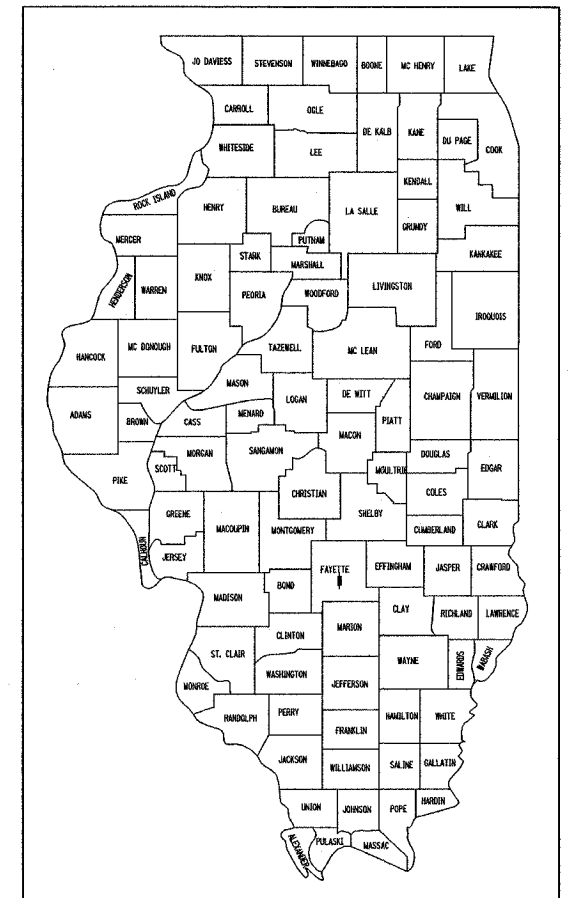 JO DAVIESS
STEVENSON
WINNEBAGO
BOONE
MC HENRY
LAKE
CARROLL
OGLE
DE KALB
KANE
DU PAGE
COOK
WHITESIDE
LEE
KENDALL
ROCK ISLAND
HENRY
BUREAU
LA SALLE
WILL
GRUNDY
MERCER
PUTNAM
STARK
MARSHALL
KANKAKEE
HENDERSON
WARREN
KNOX
PEORIA
WOODFORD
LIVINGSTON
IROQUOIS
HANCOCK
MC DONOUGH
FULTON
TAZEWELL
MC LEAN
FORD
SCHUYLER
MASON
LOGAN
DE WITT
CHAMPAIGN
VERMILION
ADAMS
BROWN
CASS
MENARD
PIATT
MACON
PIKE
SCOTT
MORGAN
SANGAMON
DOUGLAS
EDGAR
MOULTRIE
CHRISTIAN
COLES
GREENE
MACOUPIN
MONTGOMERY
SHELBY
CUMBERLAND
CLARK
CALHOUN
JERSEY
FAYETTE
EFFINGHAM
JASPER
CRAWFORD
MADISON
BOND
CLAY
RICHLAND
LAWRENCE
CLINTON
MARION
ST. CLAIR
WAYNE
EDWARDS
WABASH
WASHINGTON
MONROE
JEFFERSON
RANDOLPH
PERRY
HAMILTON
WHITE
FRANKLIN
JACKSON
WILLIAMSON
SALINE
GALLATIN
UNION
JOHNSON
POPE
HARDIN
ALEXANDER
PULASKI
MASSAC